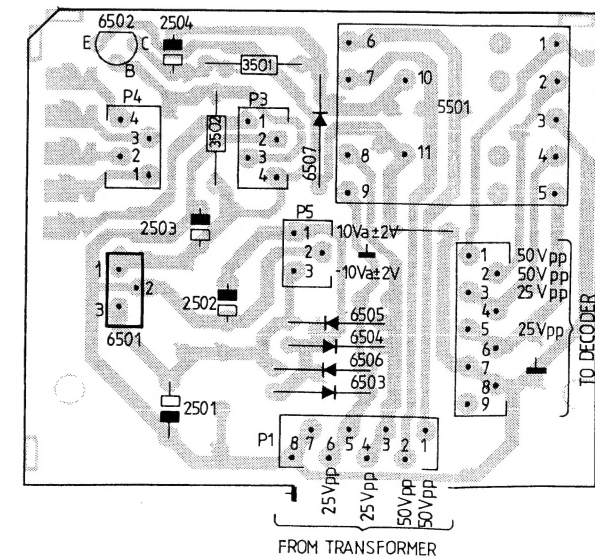 6502 2504
E C
B
3501
P4
4
3
2
1
3502
P3
1
2
3
4
6507
6 1
7 10 2
5501
3
8 11 4
9 5
2503
P5
1 10Va±2V
2
3 -10Va±2V
1
2
3
6501
2502
6505
6504
6506
6503
2501
1 50Vpp
2 50Vpp
3 25Vpp
4
5 25Vpp
6
7
8
9
TO DECODER
P1
8 7 6 5 4 3 2 1
25Vpp
25Vpp
50Vpp
50Vpp
FROM TRANSFORMER